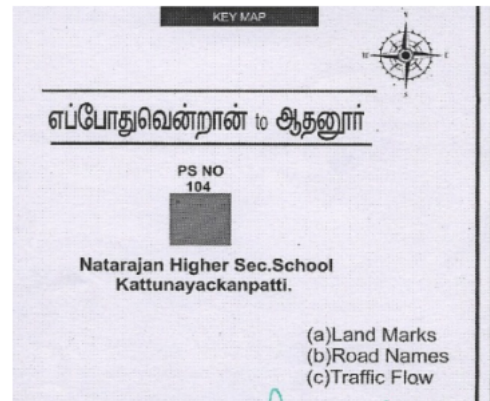 KEY MAP
N
W E
S
எப்போதுவென்றான் to ஆதனூர்
PS NO
104
Natarajan Higher Sec.School
Kattunayackanpatti.
(a)Land Marks
(b)Road Names
(c)Traffic Flow